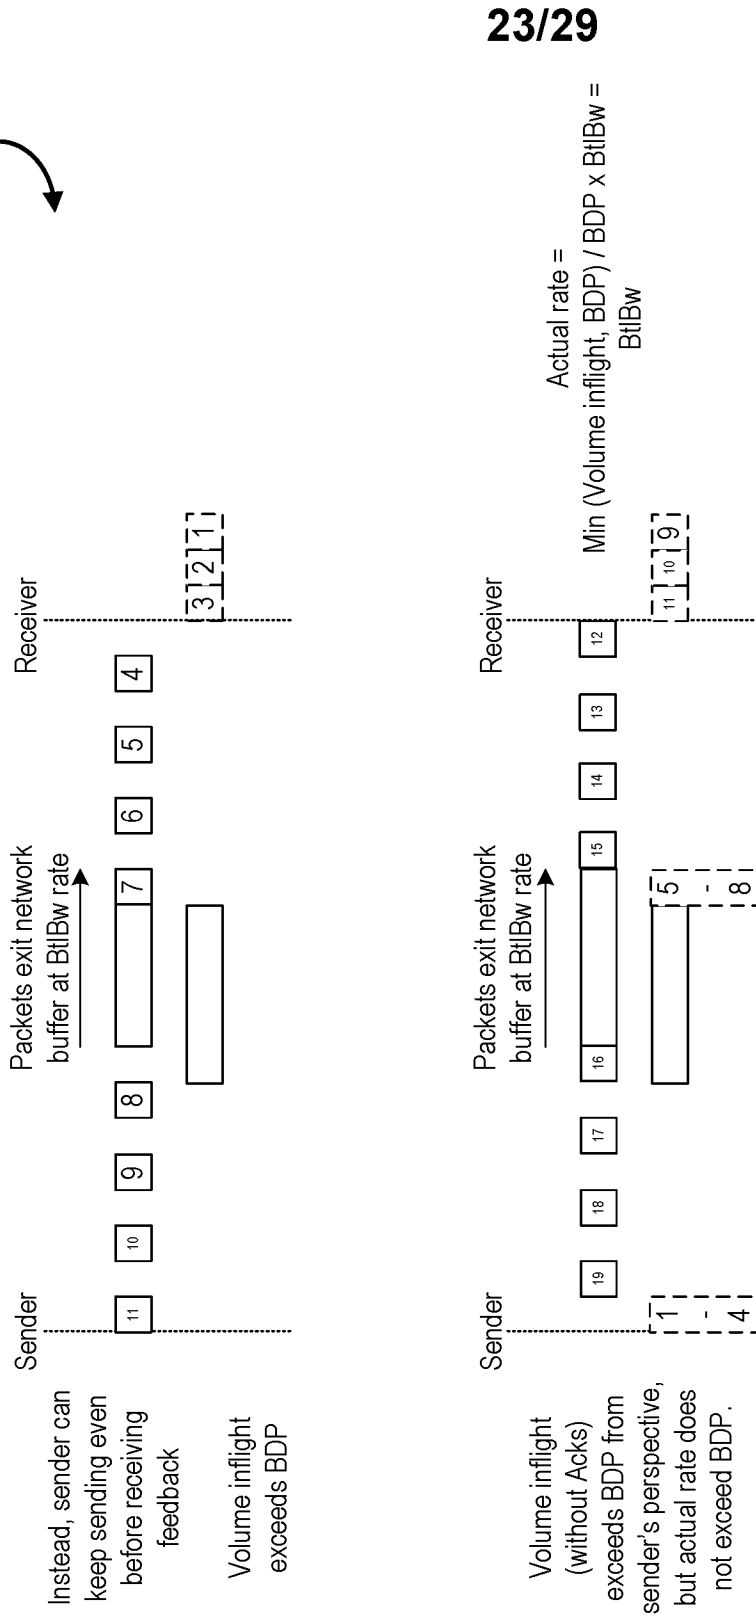 23/29
Instead, sender can
keep sending even
before receiving
feedback
Volume inflight
exceeds BDP
Sender
Packets exit network
buffer at BtlBw rate
Receiver
11
10
9
8
7
6
5
4
3
2
1
Volume inflight
(without Acks)
exceeds BDP from
sender's perspective,
but actual rate does
not exceed BDP.
Sender
Packets exit network
buffer at BtlBw rate
Receiver
19
18
17
16
15
14
13
12
1 - 4
5 - 8
11
10
9
Actual rate =
Min (Volume inflight, BDP) / BDP x BtlBw =
BtlBw